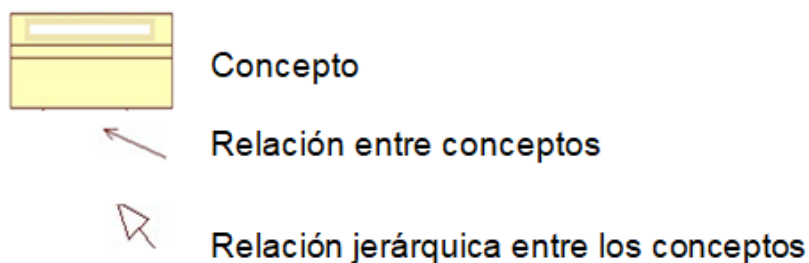 Concepto
Relación entre conceptos
Relación jerárquica entre los conceptos